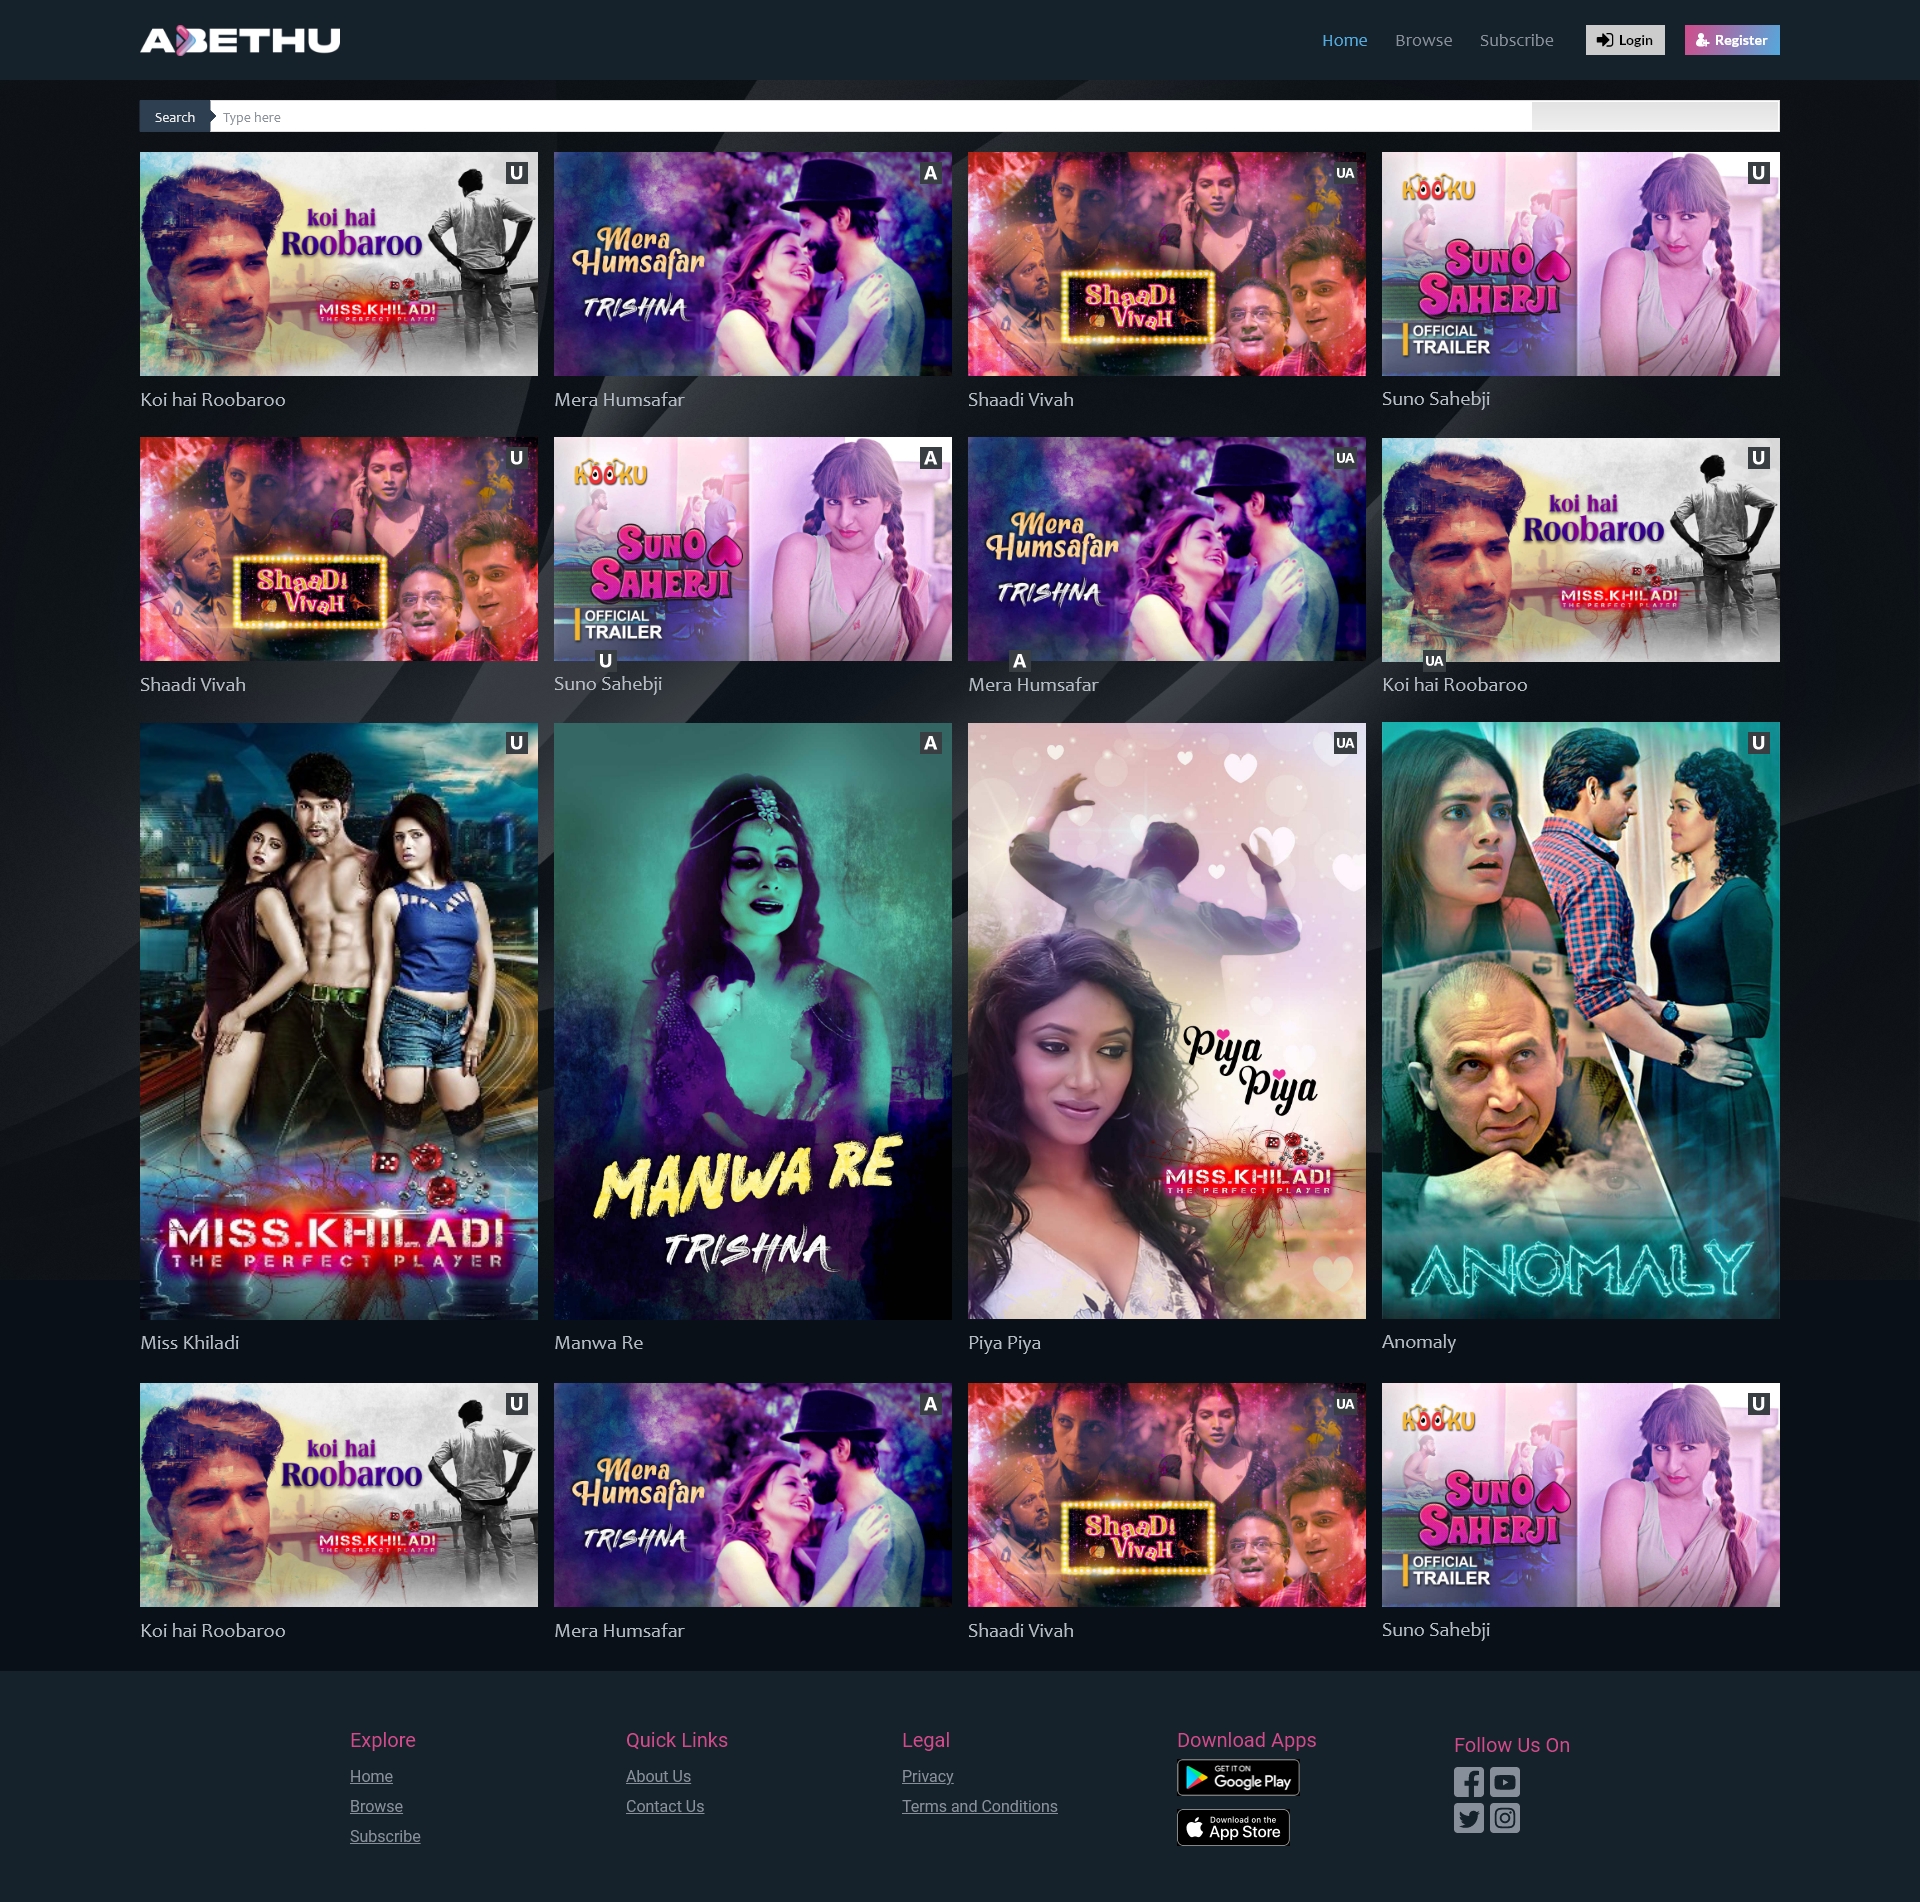 ABETHU
Home Browse Subscribe Login Register
Search Type here
koi hai
Roobaroo
MISS.KHILADI
THE PERFECT PLAYER
U
Mera
Humsafar
TRISHNA
A
ShaaDi
VivaH
UA
KOOKU
SUNO
SAHEBJI
OFFICIAL
TRAILER
U
Koi hai Roobaroo
Mera Humsafar
Shaadi Vivah
Suno Sahebji
ShaaDi
VivaH
U
KOOKU
SUNO
SAHEBJI
OFFICIAL
TRAILER
A
Mera
Humsafar
TRISHNA
UA
koi hai
Roobaroo
MISS.KHILADI
THE PERFECT PLAYER
U
U
A
UA
Shaadi Vivah
Suno Sahebji
Mera Humsafar
Koi hai Roobaroo
U
MISS.KHILADI
THE PERFECT PLAYER
A
MANWA RE
TRISHNA
UA
Piya
Piya
MISS.KHILADI
THE PERFECT PLAYER
U
ANOMALY
Miss Khiladi
Manwa Re
Piya Piya
Anomaly
koi hai
Roobaroo
MISS.KHILADI
THE PERFECT PLAYER
U
Mera
Humsafar
TRISHNA
A
ShaaDi
VivaH
UA
KOOKU
SUNO
SAHEBJI
OFFICIAL
TRAILER
U
Koi hai Roobaroo
Mera Humsafar
Shaadi Vivah
Suno Sahebji
Explore
Home
Browse
Subscribe
Quick Links
About Us
Contact Us
Legal
Privacy
Terms and Conditions
Download Apps
GET IT ON
Google Play
Download on the
App Store
Follow Us On